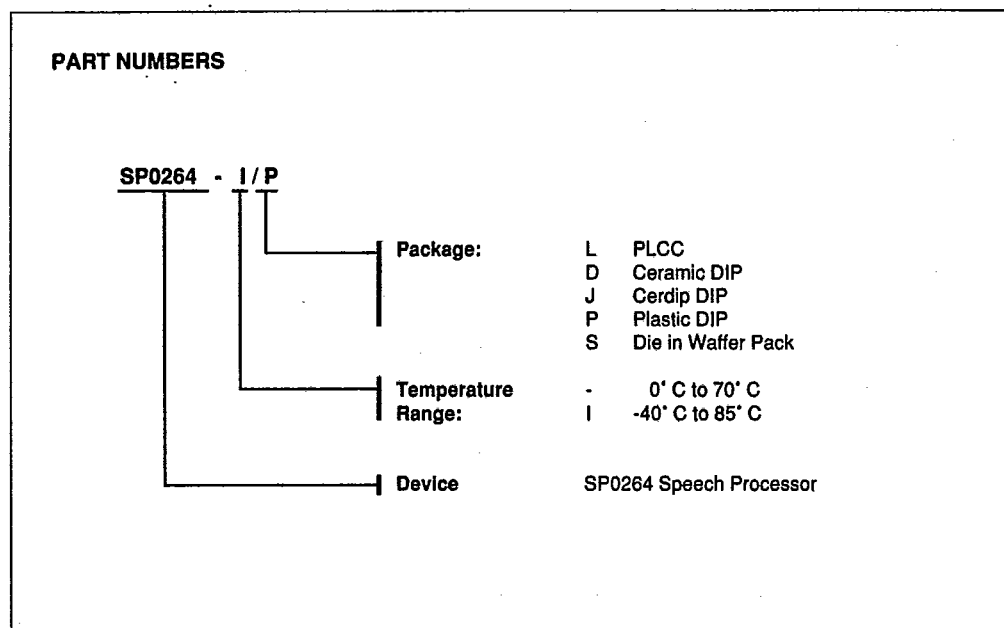 PART NUMBERS
SP0264 - I / P
Package: L PLCC
D Ceramic DIP
J Cerdip DIP
P Plastic DIP
S Die in Waffer Pack
Temperature - 0° C to 70° C
Range: I -40° C to 85° C
Device SP0264 Speech Processor